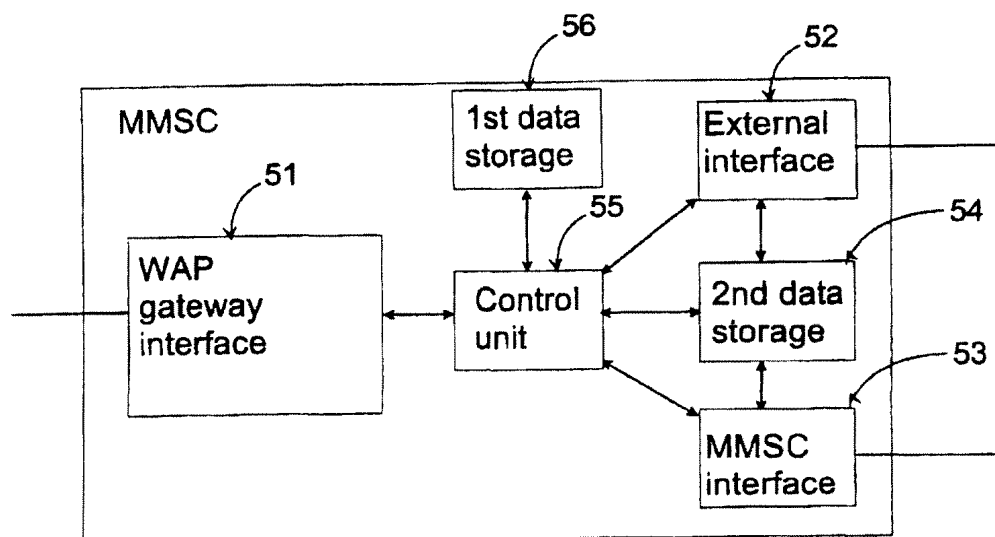 56
52
MMSC
1st data
storage
External
interface
51
55
54
WAP
gateway
interface
Control
unit
2nd data
storage
53
MMSC
interface